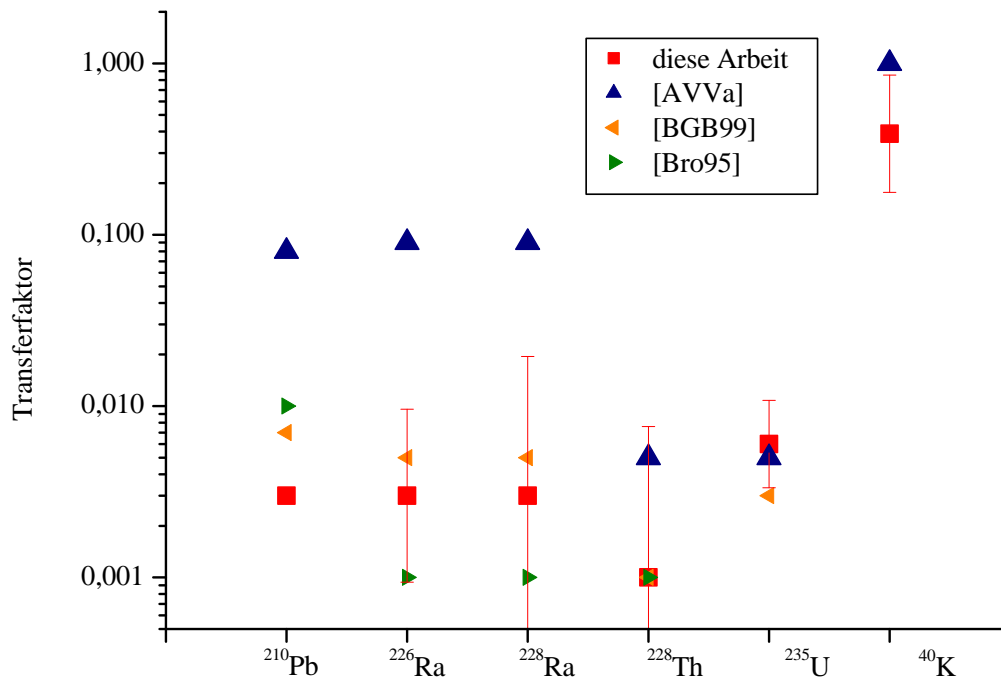 Transferfaktor
1,000
0,100
0,010
0,001
diese Arbeit
[AVVa]
[BGB99]
[Bro95]
²¹⁰Pb
²²⁶Ra
²²⁸Ra
²²⁸Th
²³⁵U
⁴⁰K